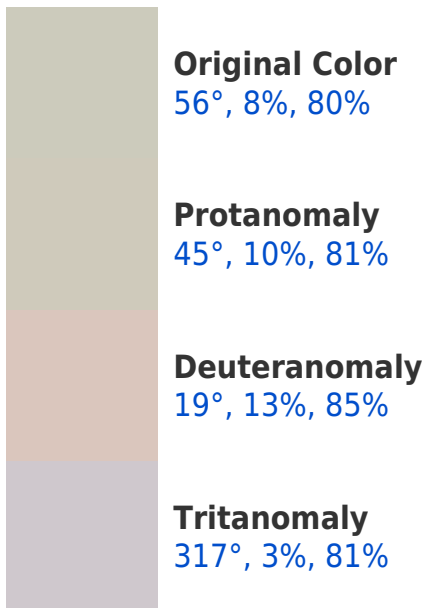 Original Color
56°, 8%, 80%
Protanomaly
45°, 10%, 81%
Deuteranomaly
19°, 13%, 85%
Tritanomaly
317°, 3%, 81%